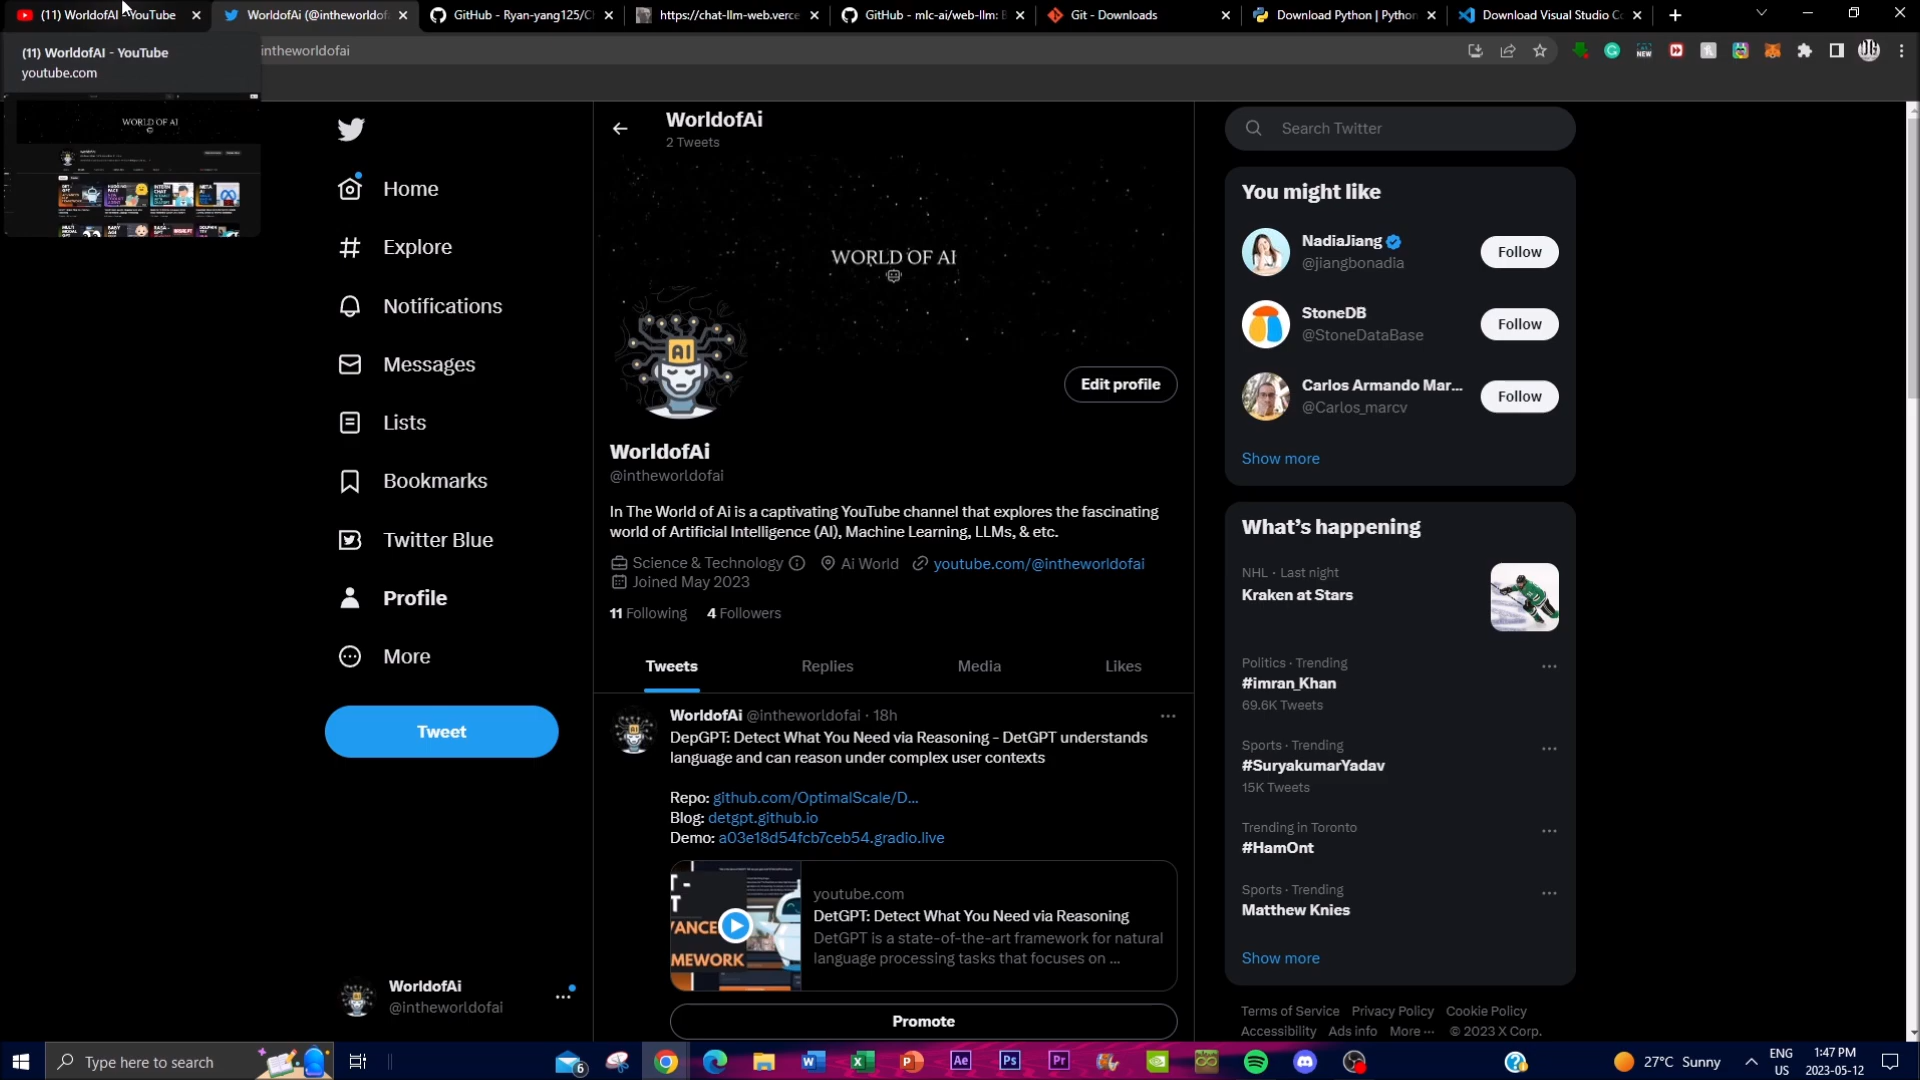 (11) WorldofAI - YouTube
WorldofAi (@intheworldof
GitHub - Ryan-yang125/C
https://chat-llm-web.verce
GitHub - mlc-ai/web-llm: B
Git - Downloads
Download Python | Python
Download Visual Studio Co
intheworldofai
(11) WorldofAI - YouTube
youtube.com
WORLD OF AI
Home
Explore
Notifications
Messages
Lists
Bookmarks
Twitter Blue
Profile
More
Tweet
WorldofAi
@intheworldofai
WorldofAi
2 Tweets
WORLD OF AI
AI
Edit profile
WorldofAi
@intheworldofai
In The World of Ai is a captivating YouTube channel that explores the fascinating
world of Artificial Intelligence (AI), Machine Learning, LLMs, & etc.
Science & Technology Ai World youtube.com/@intheworldofai
Joined May 2023
11 Following 4 Followers
Tweets Replies Media Likes
WorldofAi @intheworldofai · 18h
DepGPT: Detect What You Need via Reasoning - DetGPT understands
language and can reason under complex user contexts
Repo: github.com/OptimalScale/D...
Blog: detgpt.github.io
Demo: a03e18d54fcb7ceb54.gradio.live
youtube.com
DetGPT: Detect What You Need via Reasoning
DetGPT is a state-of-the-art framework for natural
language processing tasks that focuses on ...
Promote
Search Twitter
You might like
NadiaJiang
@jiangbonadia
Follow
StoneDB
@StoneDataBase
Follow
Carlos Armando Mar...
@Carlos_marcv
Follow
Show more
What's happening
NHL · Last night
Kraken at Stars
Politics · Trending
#imran_Khan
69.6K Tweets
Sports · Trending
#SuryakumarYadav
15K Tweets
Trending in Toronto
#HamOnt
Sports · Trending
Matthew Knies
Show more
Terms of Service Privacy Policy Cookie Policy
Accessibility Ads info More ··· © 2023 X Corp.
Type here to search
6
Ae
Ps
Pr
27°C Sunny
ENG
US
1:47 PM
2023-05-12